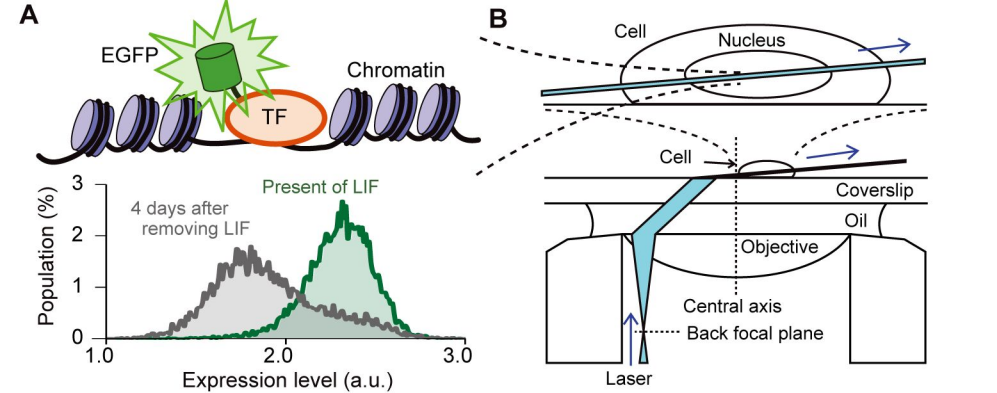 A
EGFP
TF
Chromatin
Present of LIF
4 days after
removing LIF
Population (%)
3
2
1
0
1.0
2.0
3.0
Expression level (a.u.)
B
Cell
Nucleus
Cell
Coverslip
Oil
Objective
Central axis
Back focal plane
Laser